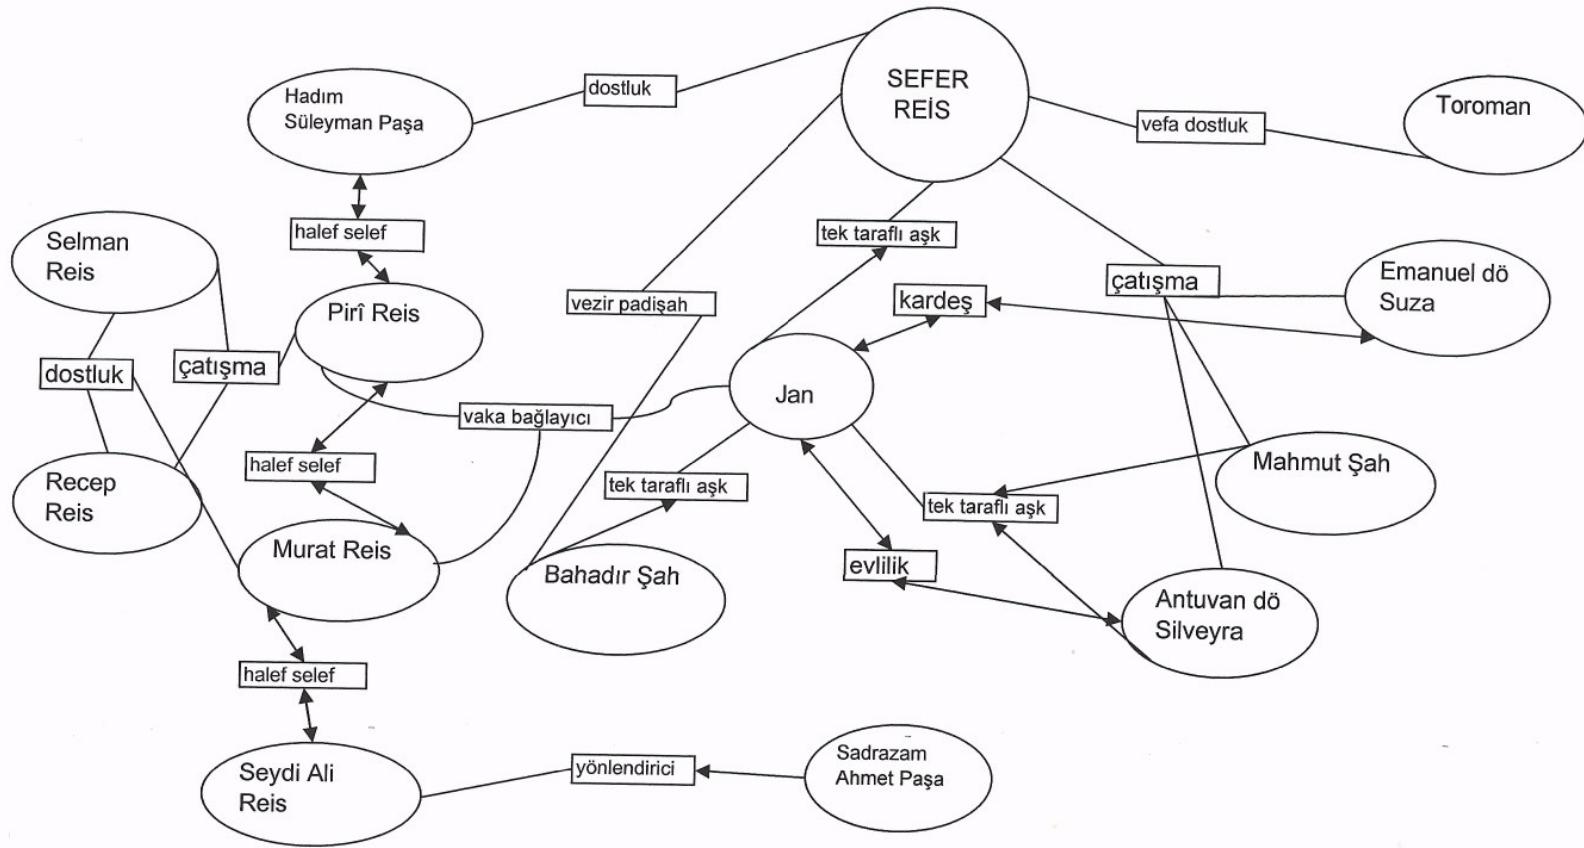 SEFER
REİS
Hadım
Süleyman Paşa
dostluk
vefa dostluk
Toroman
halef selef
tek taraflı aşk
Selman
Reis
Pirî Reis
vezir padişah
kardeş
çatışma
Emanuel dö
Suza
dostluk
çatışma
Jan
vaka bağlayıcı
Recep
Reis
halef selef
tek taraflı aşk
tek taraflı aşk
Mahmut Şah
Murat Reis
Bahadır Şah
evlilik
Antuvan dö
Silveyra
halef selef
Seydi Ali
Reis
yönlendirici
Sadrazam
Ahmet Paşa